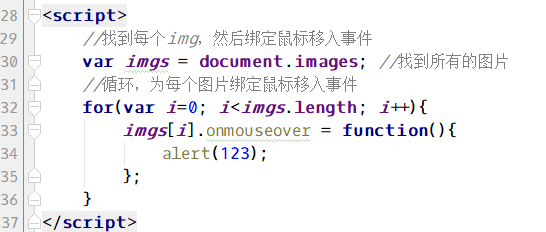 28 <script>
29 //找到每个img，然后绑定鼠标移入事件
30 var imgs = document.images; //找到所有的图片
31 //循环，为每个图片绑定鼠标移入事件
32 for(var i=0; i<imgs.length; i++){
33 imgs[i].onmouseover = function(){
34 alert(123);
35 };
36 }
37 </script>